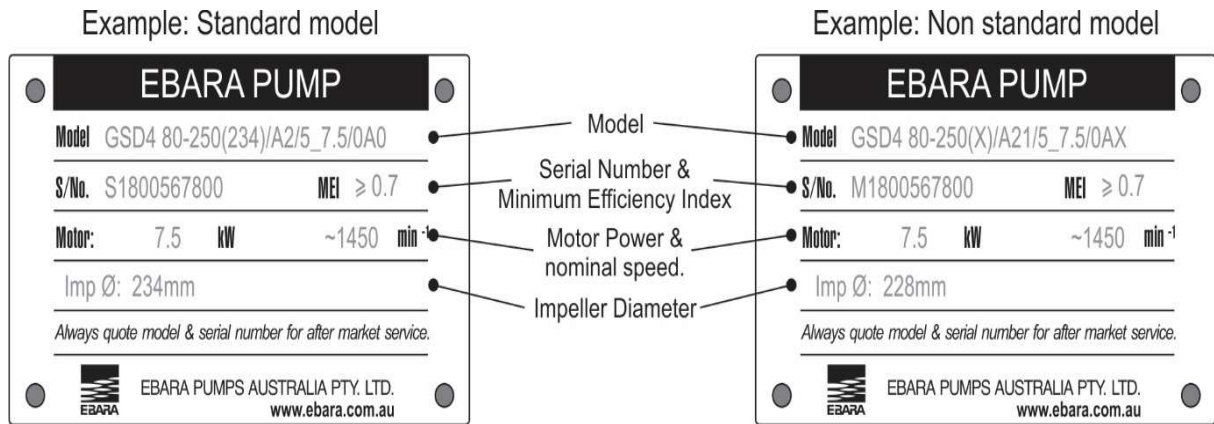 Example: Standard model
EBARA PUMP
Model GSD4 80-250(234)/A2/5_7.5/0A0
S/No. S1800567800 MEI ⩾ 0.7
Motor: 7.5 kW ~1450 min⁻¹
Imp Ø: 234mm
Always quote model & serial number for after market service.
EBARA
EBARA PUMPS AUSTRALIA PTY. LTD.
www.ebara.com.au
Model
Serial Number &
Minimum Efficiency Index
Motor Power &
nominal speed.
Impeller Diameter
Example: Non standard model
EBARA PUMP
Model GSD4 80-250(X)/A21/5_7.5/0AX
S/No. M1800567800 MEI ⩾ 0.7
Motor: 7.5 kW ~1450 min⁻¹
Imp Ø: 228mm
Always quote model & serial number for after market service.
EBARA
EBARA PUMPS AUSTRALIA PTY. LTD.
www.ebara.com.au